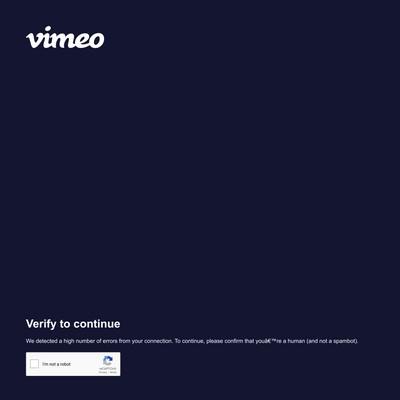 vimeo
Verify to continue
We detected a high number of errors from your connection. To continue, please confirm that youâ€™re a human (and not a spambot).
I'm not a robot
reCAPTCHA
Privacy - Terms